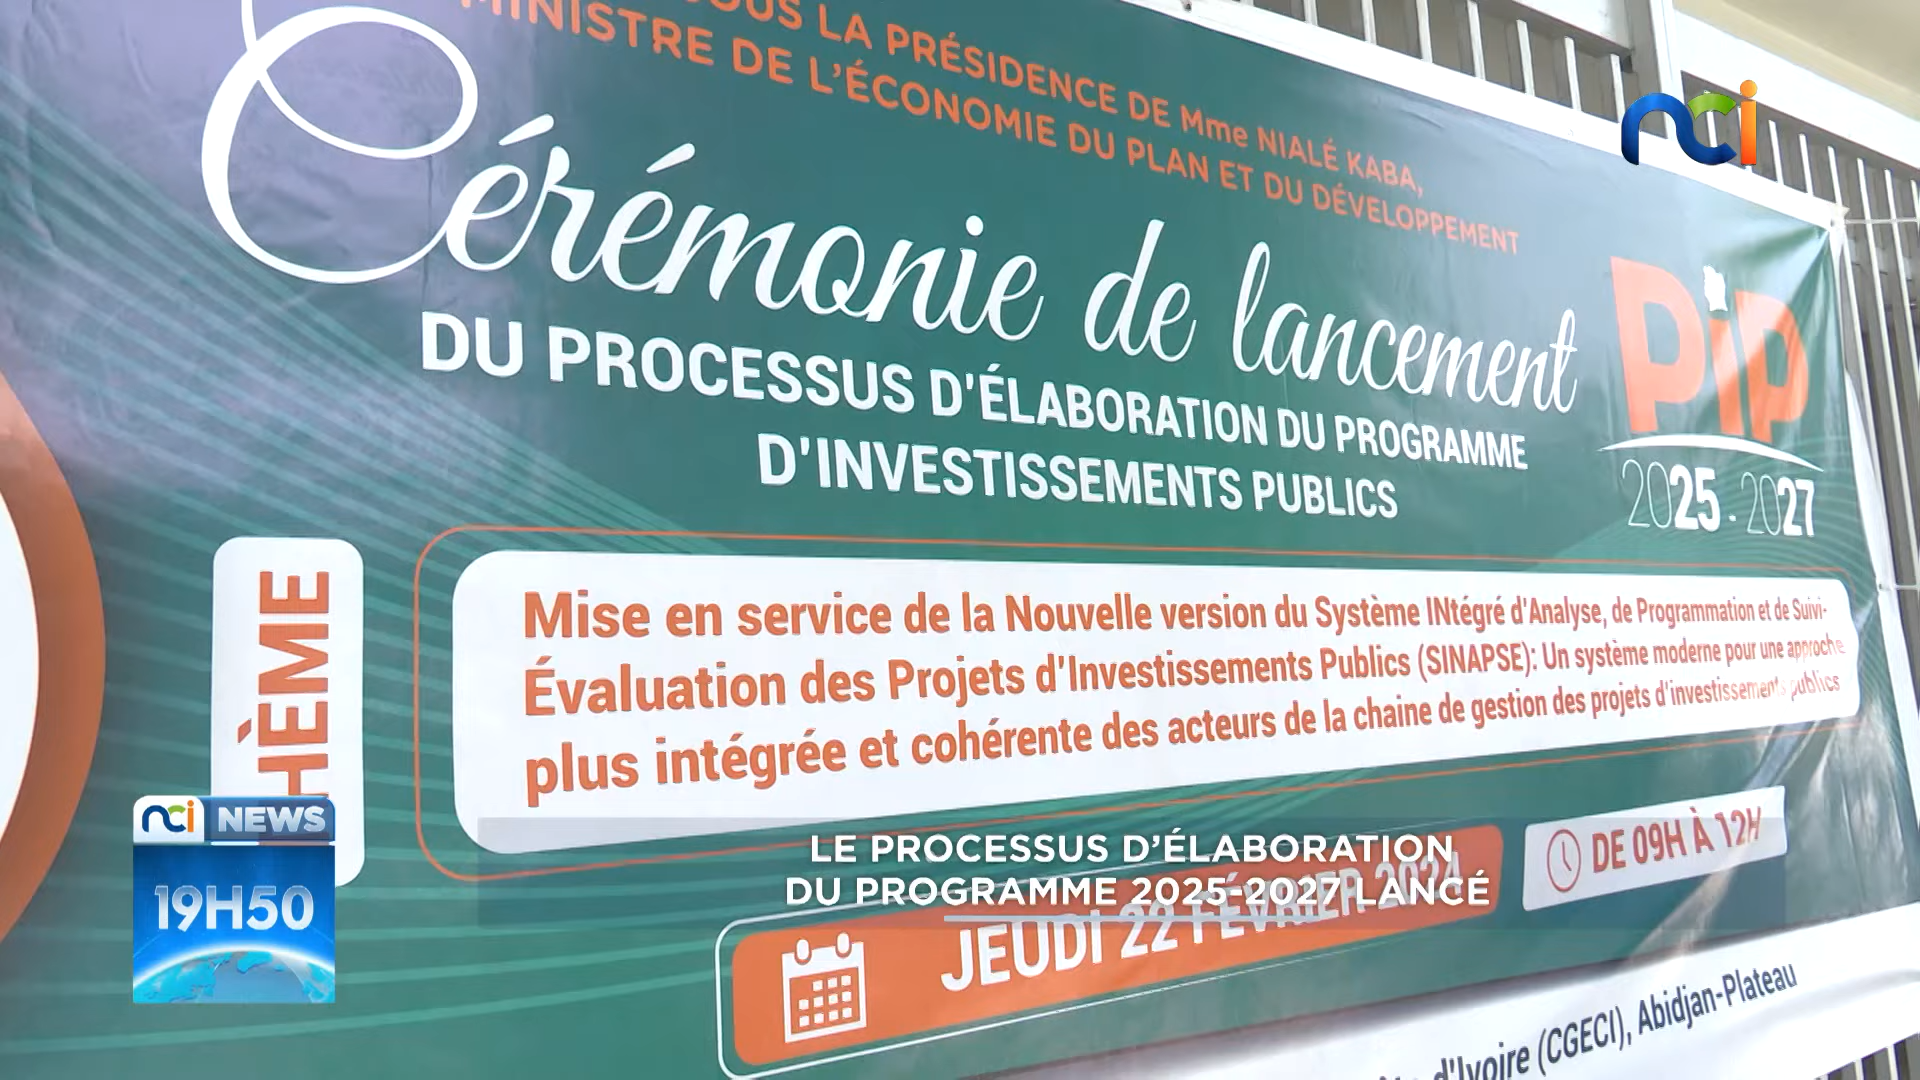 SOUS LA PRÉSIDENCE DE Mme NIALÉ KABA,
MINISTRE DE L'ÉCONOMIE DU PLAN ET DU DÉVELOPPEMENT
nci
Cérémonie de lancement
DU PROCESSUS D'ÉLABORATION DU PROGRAMME
D'INVESTISSEMENTS PUBLICS
PiP
2025-2027
THÈME
Mise en service de la Nouvelle version du Système INtégré d'Analyse, de Programmation et de Suivi-
Évaluation des Projets d'Investissements Publics (SINAPSE): Un système moderne pour une approche
plus intégrée et cohérente des acteurs de la chaine de gestion des projets d'investissements publics
JEUDI 22 FÉVRIER 2024
DE 09H À 12H
d'Ivoire (CGECI), Abidjan-Plateau
nci NEWS
19H50
LE PROCESSUS D'ÉLABORATION
DU PROGRAMME 2025-2027 LANCÉ